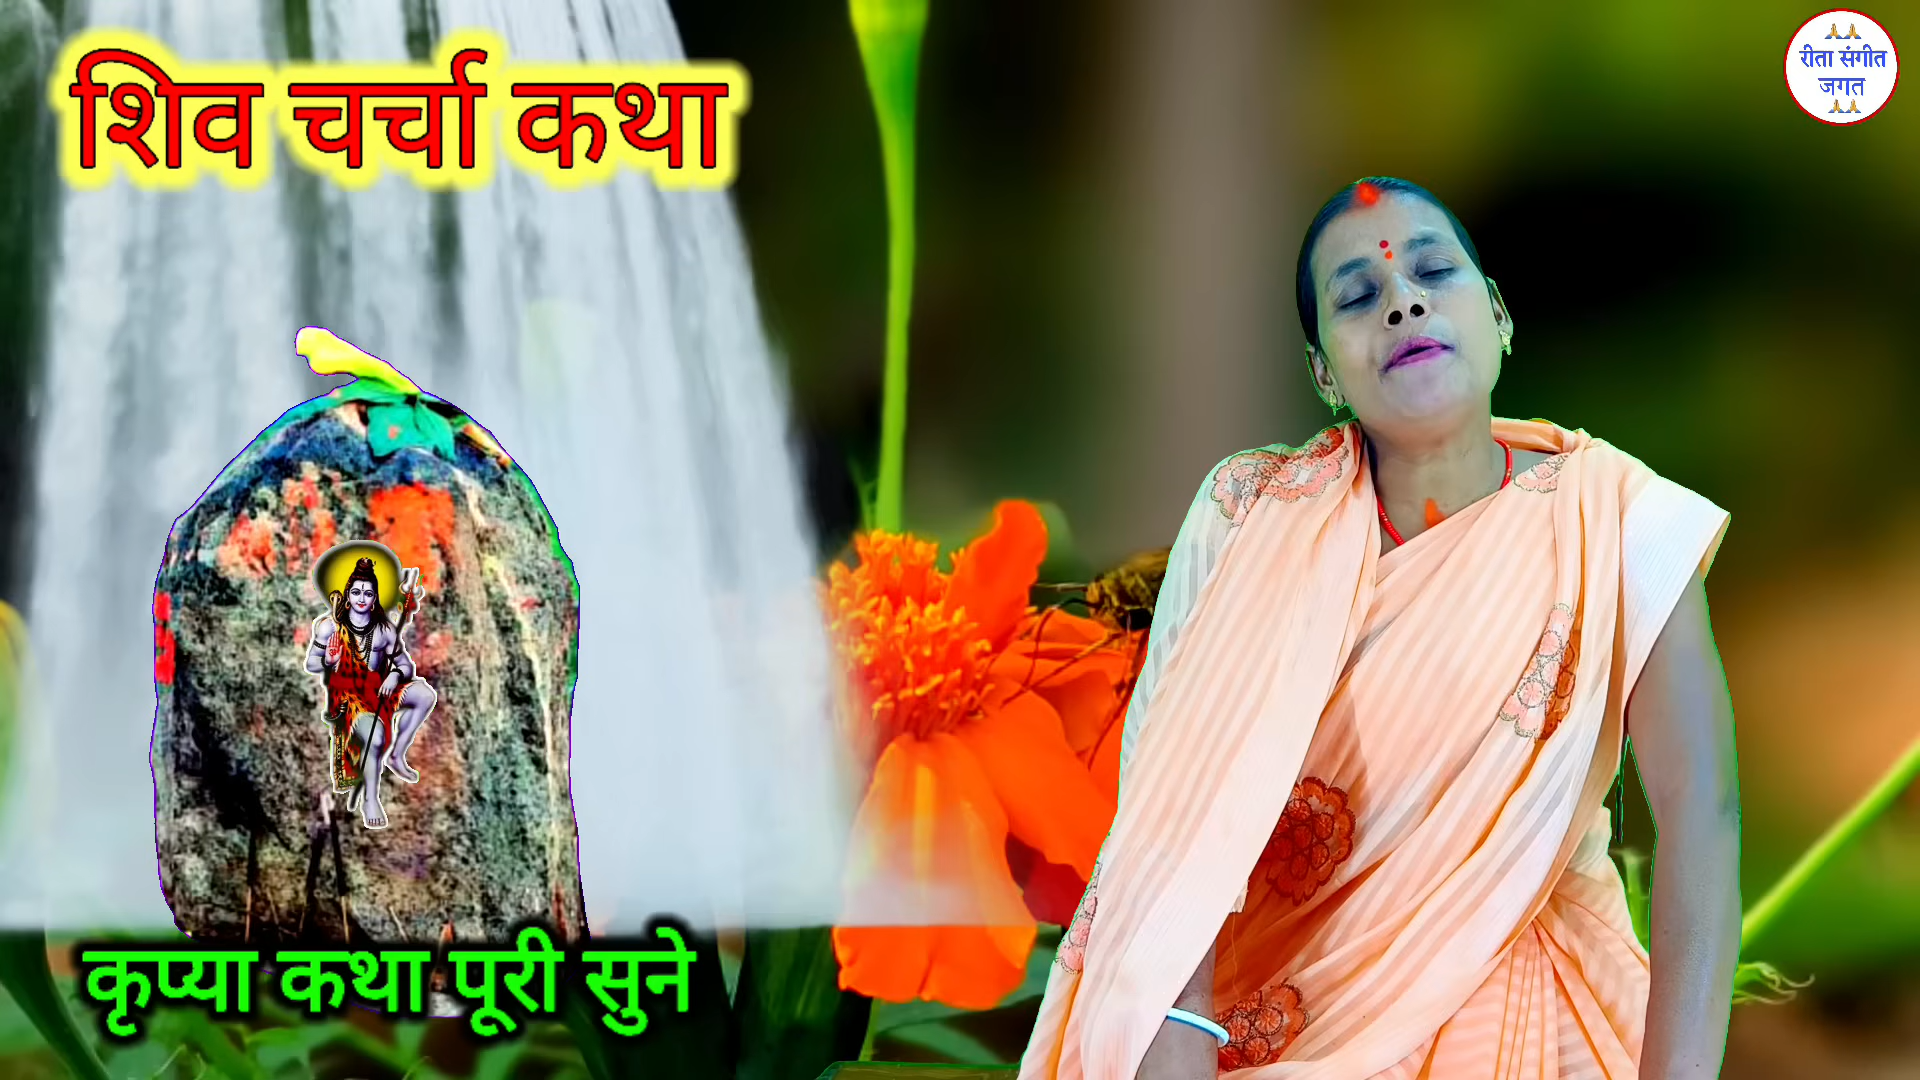 शिव चर्चा कथा
रीता संगीत
जगत
कृप्या कथा पूरी सुने